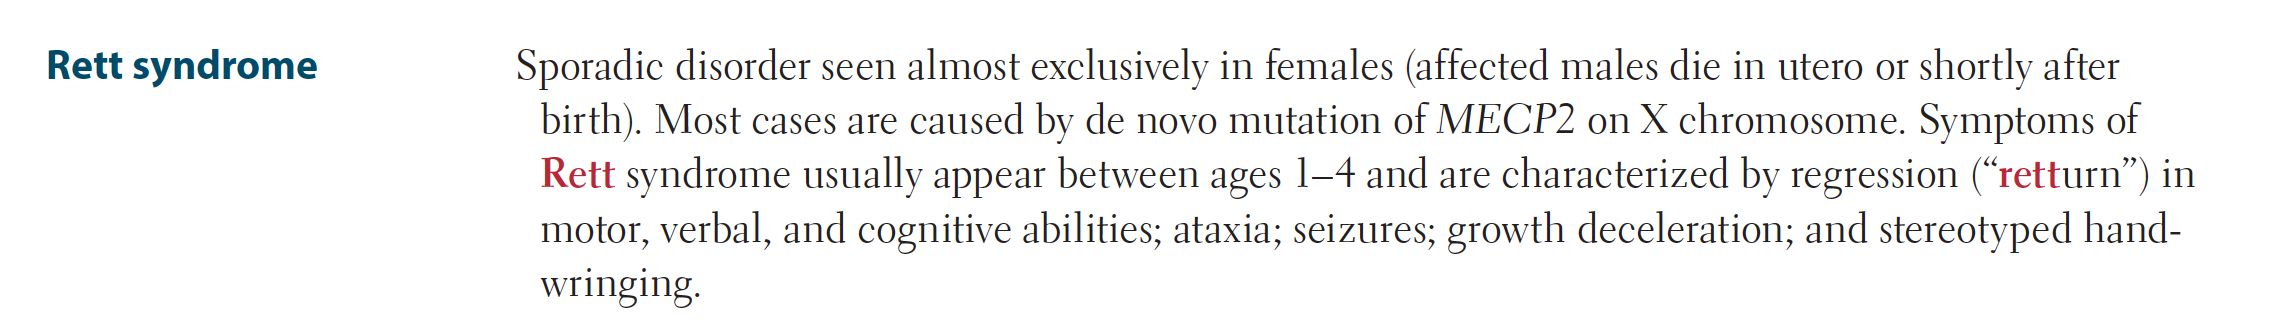 Rett syndrome
Sporadic disorder seen almost exclusively in females (affected males die in utero or shortly after
birth). Most cases are caused by de novo mutation of MECP2 on X chromosome. Symptoms of
Rett syndrome usually appear between ages 1–4 and are characterized by regression (“retturn”) in
motor, verbal, and cognitive abilities; ataxia; seizures; growth deceleration; and stereotyped hand-
wringing.